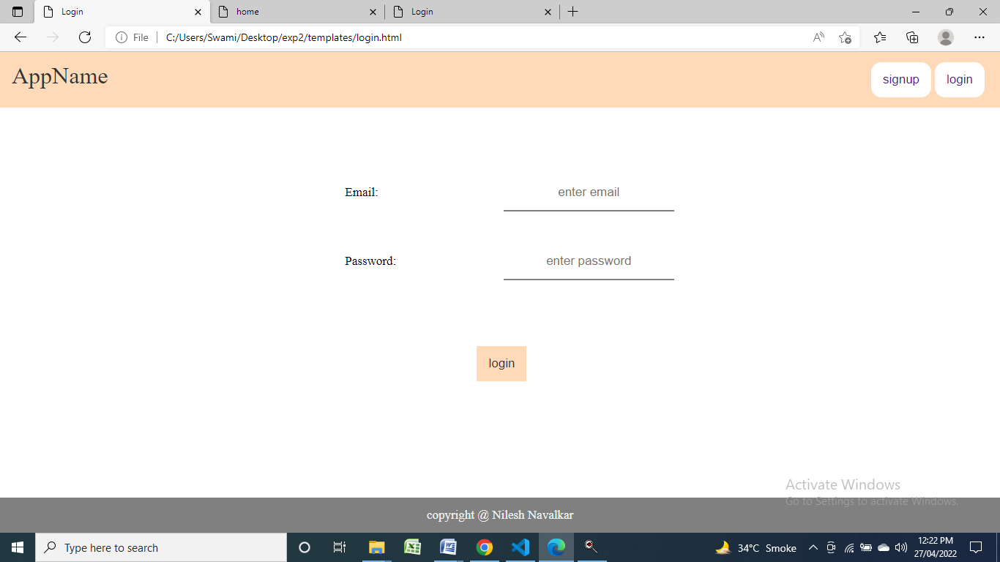 Login
home
Login
File
C:/Users/Swami/Desktop/exp2/templates/login.html
AppName
signup
login
Email:
enter email
Password:
enter password
login
Activate Windows
Go to Settings to activate Windows.
copyright @ Nilesh Navalkar
Type here to search
34°C Smoke
12:22 PM
27/04/2022